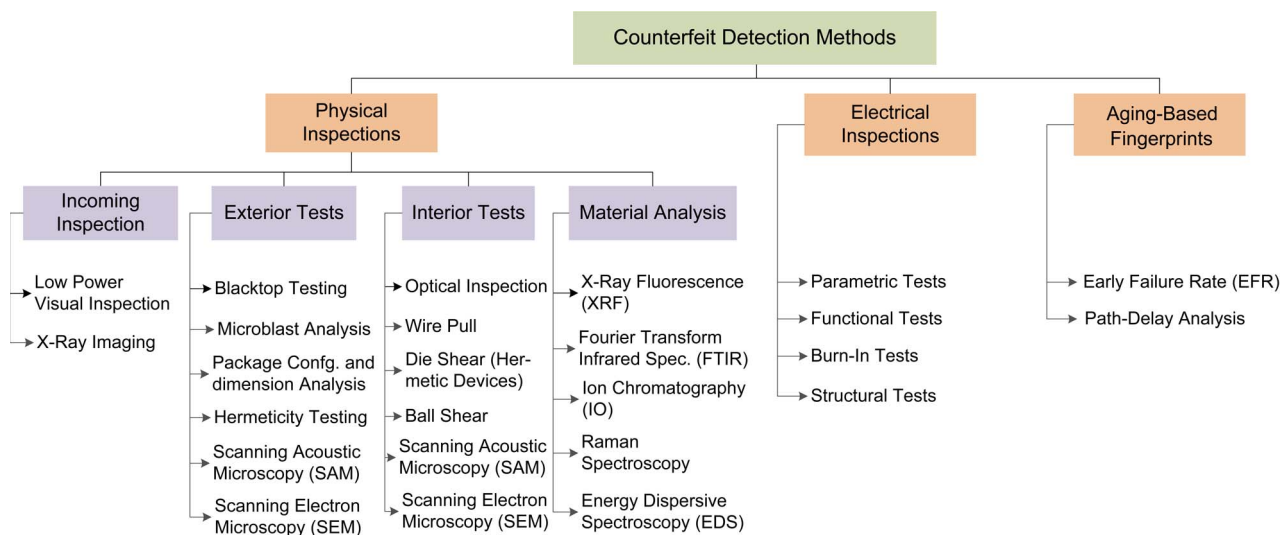 Counterfeit Detection Methods
Physical
Inspections
Electrical
Inspections
Aging-Based
Fingerprints
Incoming
Inspection
Low Power
Visual Inspection
X-Ray Imaging
Exterior Tests
Blacktop Testing
Microblast Analysis
Package Confg. and
dimension Analysis
Hermeticity Testing
Scanning Acoustic
Microscopy (SAM)
Scanning Electron
Microscopy (SEM)
Interior Tests
Optical Inspection
Wire Pull
Die Shear (Her-
metic Devices)
Ball Shear
Scanning Acoustic
Microscopy (SAM)
Scanning Electron
Microscopy (SEM)
Material Analysis
X-Ray Fluorescence
(XRF)
Fourier Transform
Infrared Spec. (FTIR)
Ion Chromatography
(IO)
Raman
Spectroscopy
Energy Dispersive
Spectroscopy (EDS)
Parametric Tests
Functional Tests
Burn-In Tests
Structural Tests
Early Failure Rate (EFR)
Path-Delay Analysis